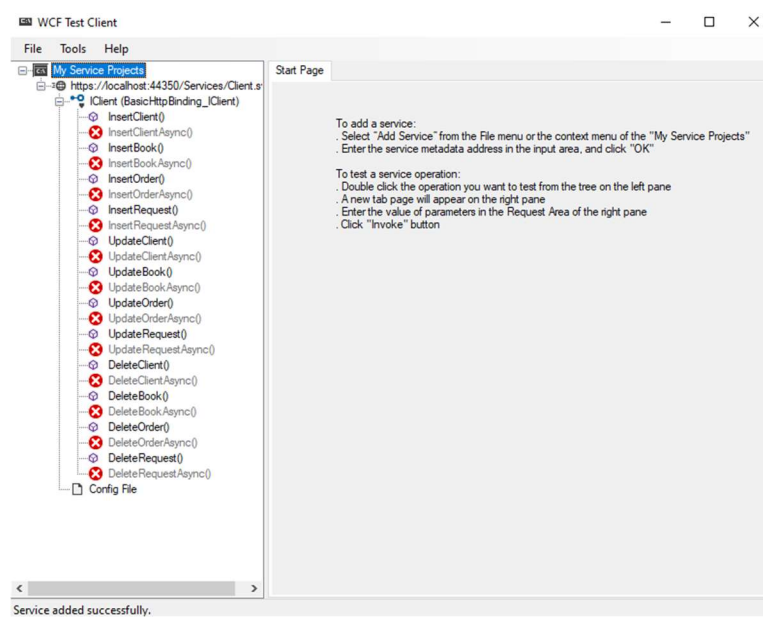 WCF Test Client
File Tools Help
My Service Projects
https://localhost:44350/Services/Client.s
IClient (BasicHttpBinding_IClient)
InsertClient()
InsertClientAsync()
InsertBook()
InsertBookAsync()
InsertOrder()
InsertOrderAsync()
InsertRequest()
InsertRequestAsync()
UpdateClient()
UpdateClientAsync()
UpdateBook()
UpdateBookAsync()
UpdateOrder()
UpdateOrderAsync()
UpdateRequest()
UpdateRequestAsync()
DeleteClient()
DeleteClientAsync()
DeleteBook()
DeleteBookAsync()
DeleteOrder()
DeleteOrderAsync()
DeleteRequest()
DeleteRequestAsync()
Config File
Start Page
To add a service:
. Select "Add Service" from the File menu or the context menu of the "My Service Projects"
. Enter the service metadata address in the input area, and click "OK"
To test a service operation:
. Double click the operation you want to test from the tree on the left pane
. A new tab page will appear on the right pane
. Enter the value of parameters in the Request Area of the right pane
. Click "Invoke" button
Service added successfully.